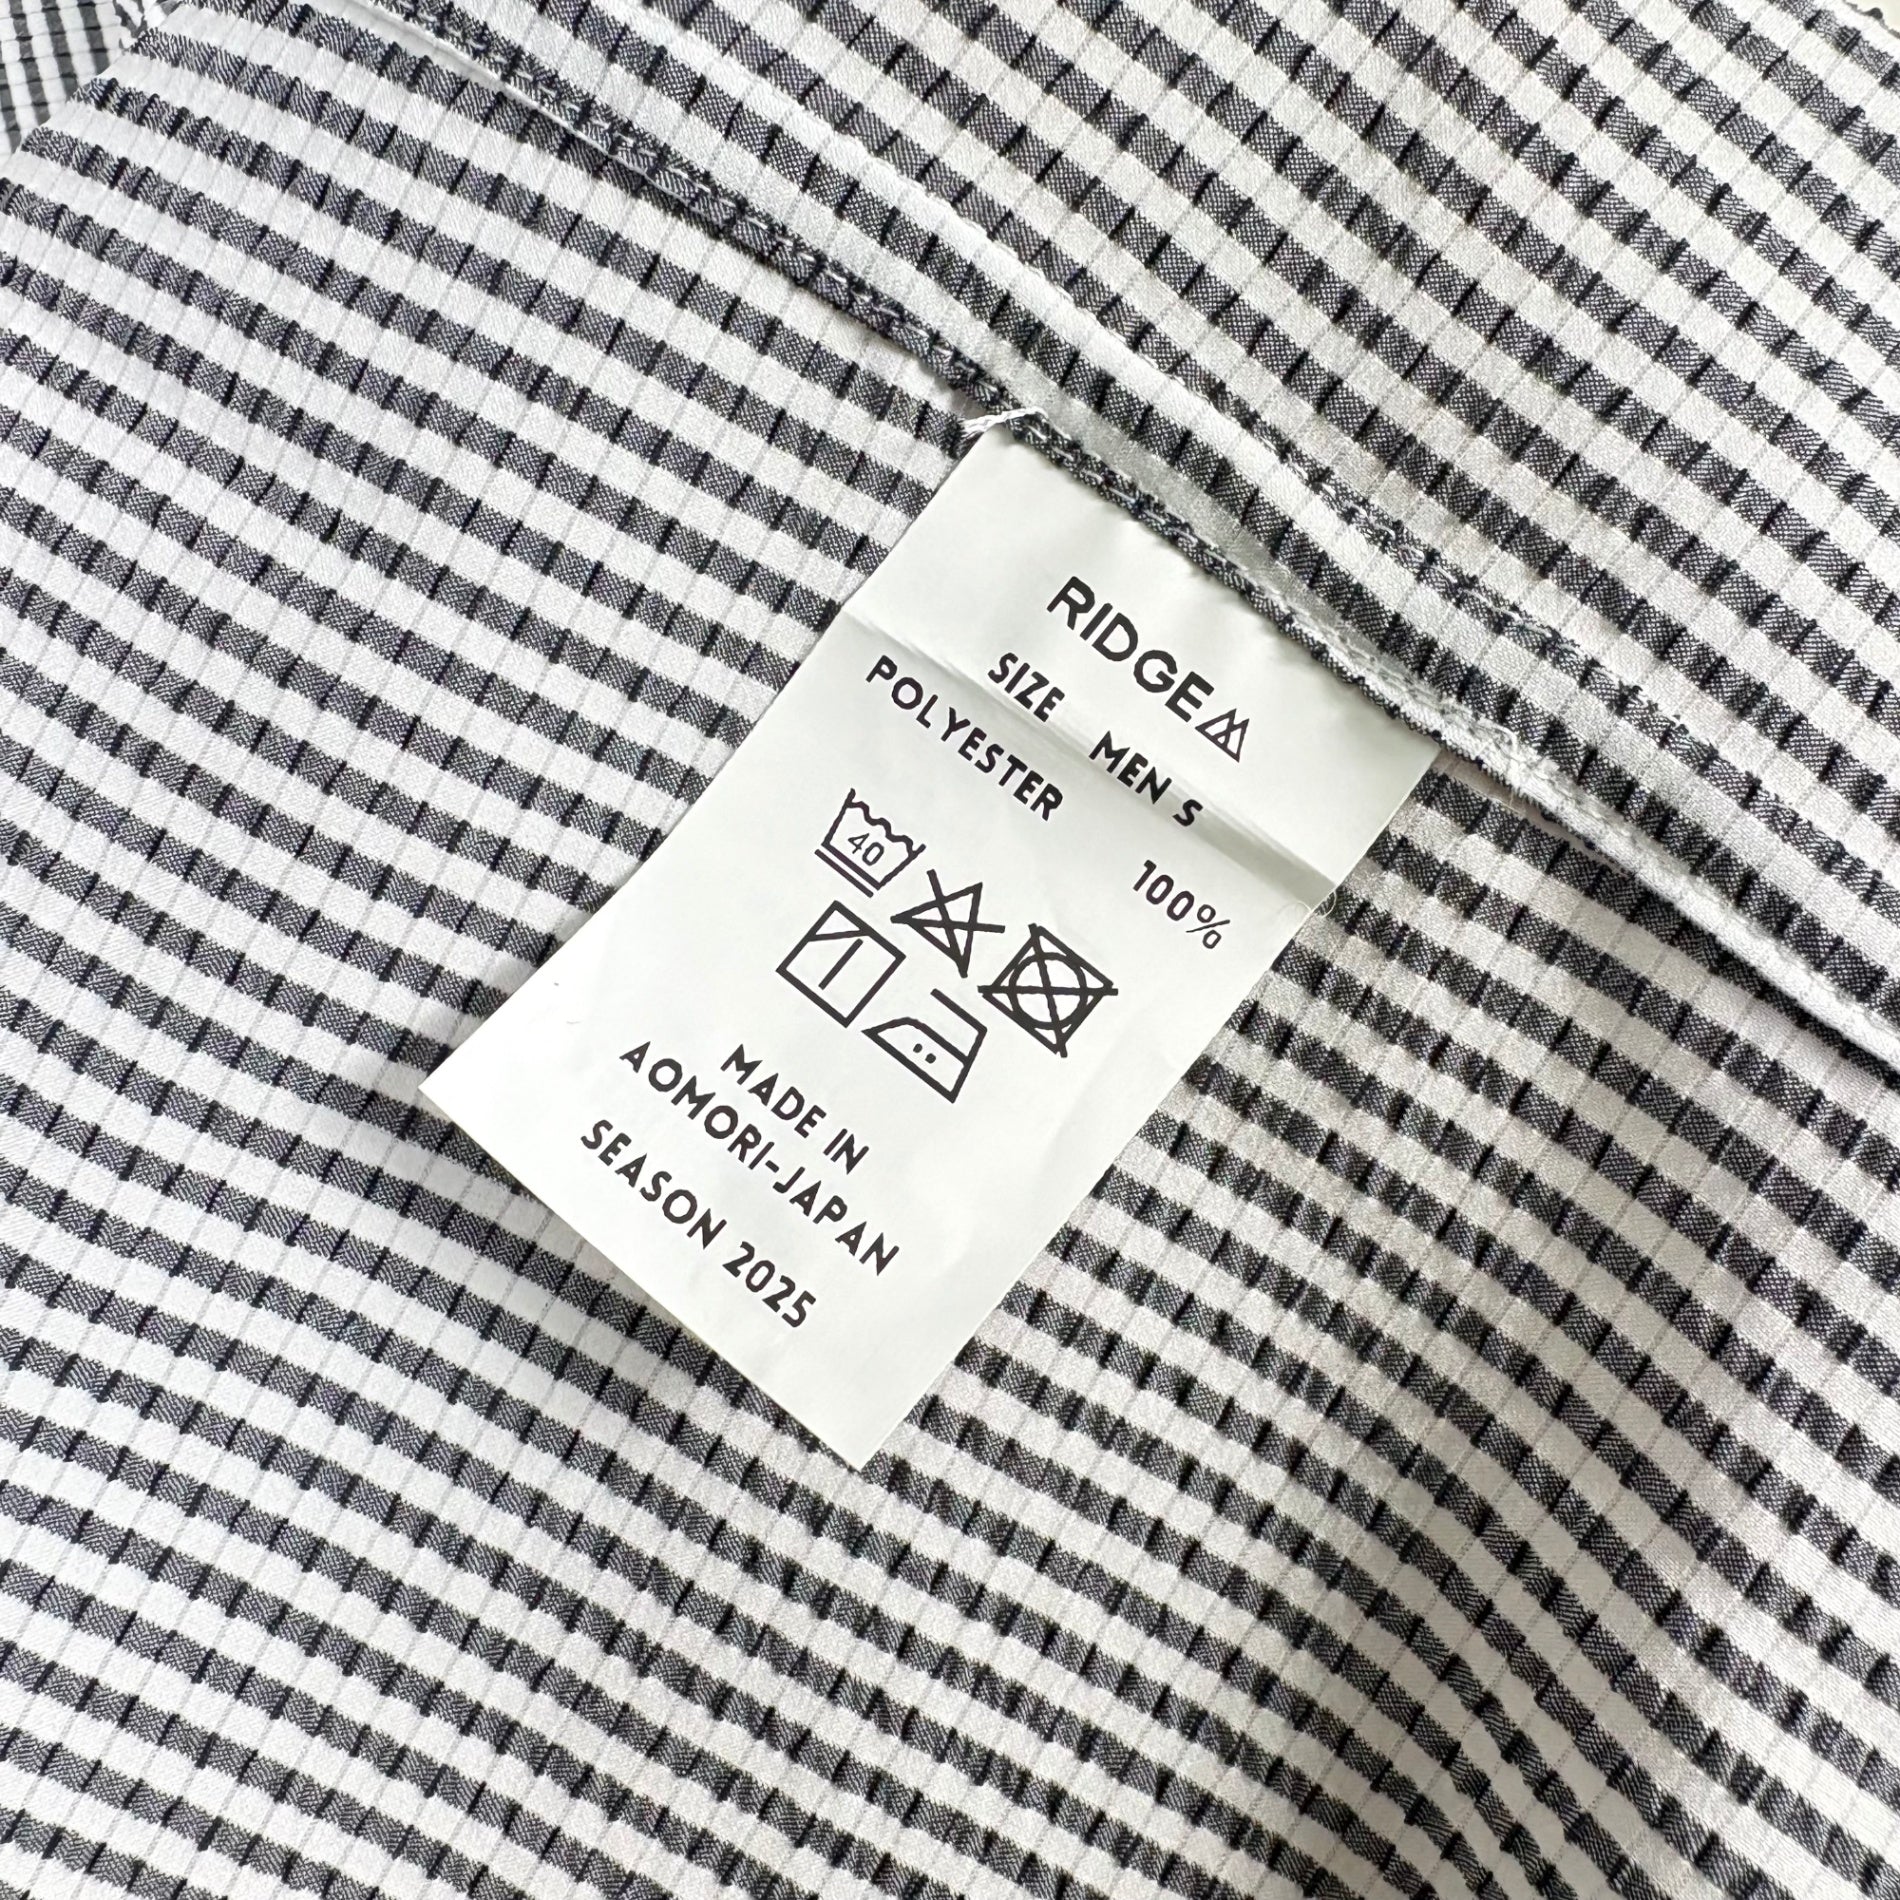 RIDGE
SIZE MEN S
POLYESTER 100%
40
MADE IN
AOMORI-JAPAN
SEASON 2025